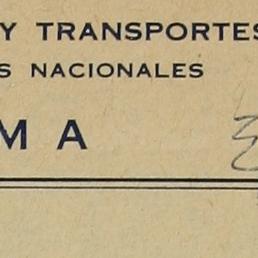 Y TRANSPORTES
S NACIONALES
M A